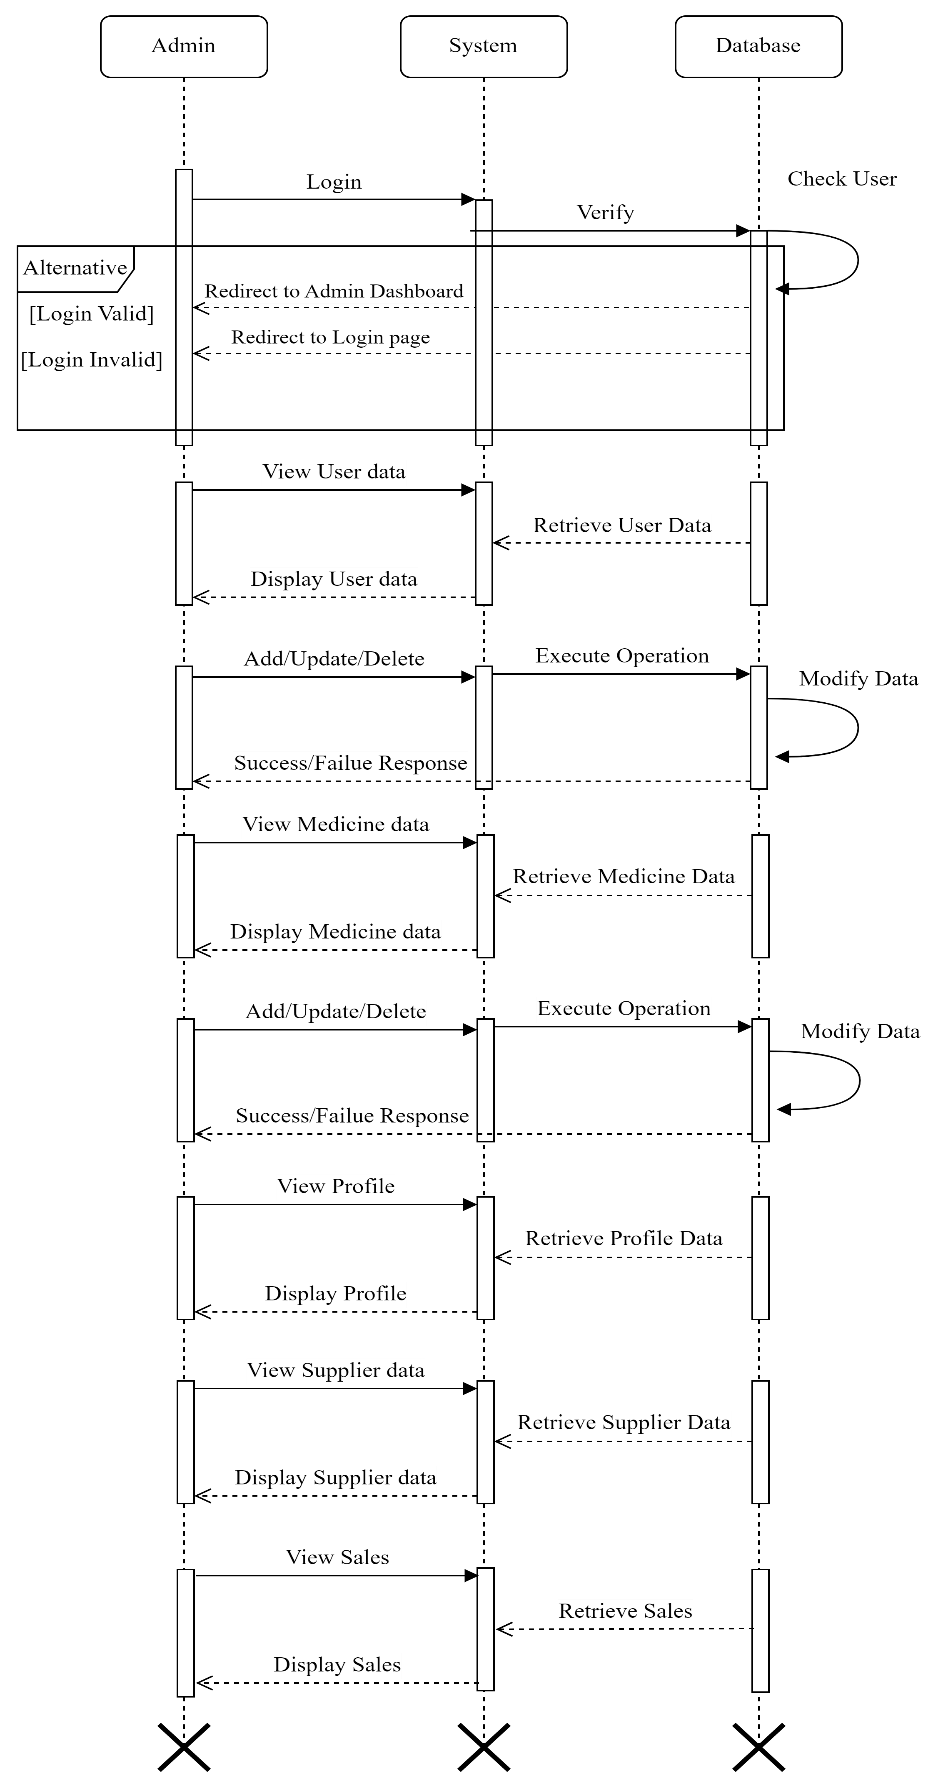 Admin
System
Database
Check User
Login
Verify
Alternative
Redirect to Admin Dashboard
[Login Valid]
Redirect to Login page
[Login Invalid]
View User data
Retrieve User Data
Display User data
Add/Update/Delete
Execute Operation
Modify Data
Success/Failue Response
View Medicine data
Retrieve Medicine Data
Display Medicine data
Add/Update/Delete
Execute Operation
Modify Data
Success/Failue Response
View Profile
Retrieve Profile Data
Display Profile
View Supplier data
Retrieve Supplier Data
Display Supplier data
View Sales
Retrieve Sales
Display Sales